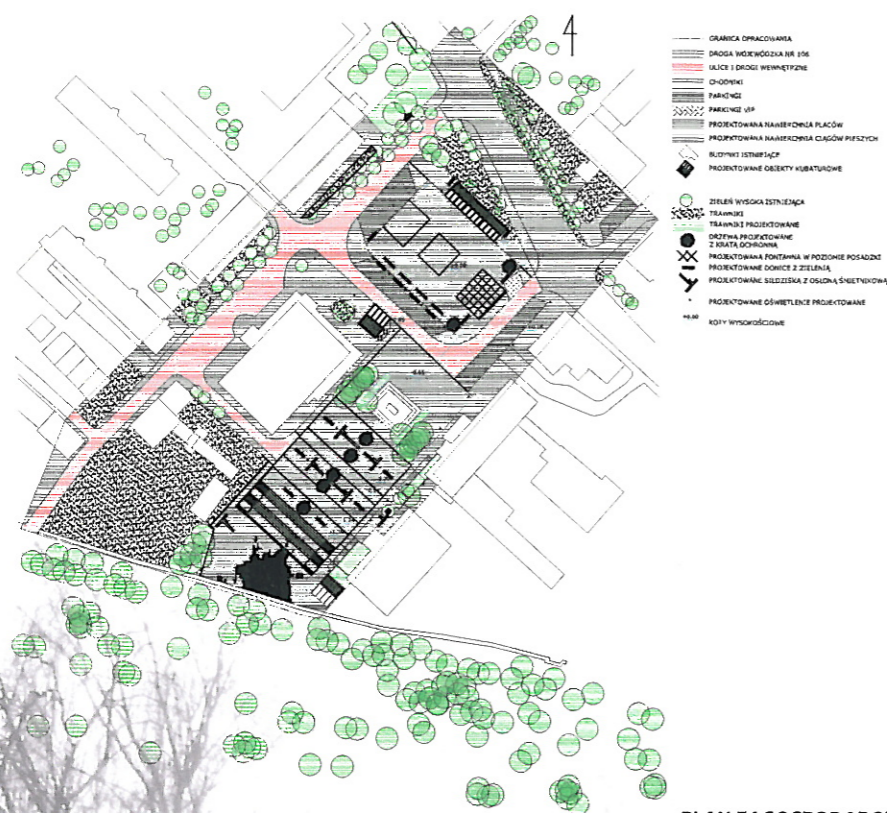 4
GRANICA OPRACOWANIA
DROGA WOJEWÓDZKA NR 106
ULICE I DROGI WEWNĘTRZNE
CHODNIKI
PARKINGI
PARKINGI VIP
PROJEKTOWANA NAWIERZCHNIA PLACÓW
PROJEKTOWANA NAWIERZCHNIA CIĄGÓW PIESZYCH
BUDYNKI ISTNIEJĄCE
PROJEKTOWANE OBIEKTY KUBATUROWE
ZIELEŃ WYSOKA ISTNIEJĄCA
TRAWNIKI
TRAWNIKI PROJEKTOWANE
DRZEWA PROJEKTOWANE
Z KRATĄ OCHRONNĄ
PROJEKTOWANA FONTANNA W POZIOMIE POSADZKI
PROJEKTOWANE DONICE Z ZIELENIĄ
PROJEKTOWANE SIEDZISKA Z OSŁONĄ ŚMIETNIKOWĄ
PROJEKTOWANE OŚWIETLENIE PROJEKTOWANE
KOTY WYSOKOŚCIOWE